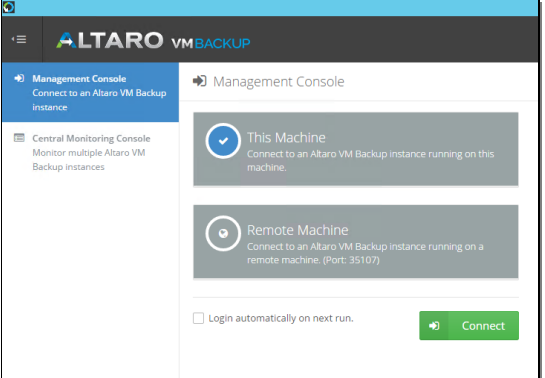 ALTARO VMBACKUP
Management Console
Connect to an Altaro VM Backup
instance
Central Monitoring Console
Monitor multiple Altaro VM
Backup instances
Management Console
This Machine
Connect to an Altaro VM Backup instance running on this
machine.
Remote Machine
Connect to an Altaro VM Backup instance running on a
remote machine. (Port: 35107)
Login automatically on next run.
Connect